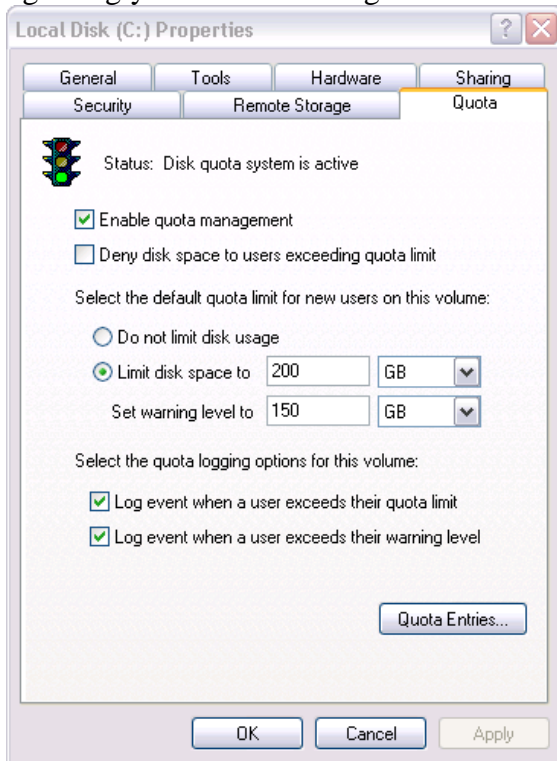 Local Disk (C:) Properties
General Tools Hardware Sharing
Security Remote Storage Quota
Status: Disk quota system is active
Enable quota management
Deny disk space to users exceeding quota limit
Select the default quota limit for new users on this volume:
Do not limit disk usage
Limit disk space to 200 GB
Set warning level to 150 GB
Select the quota logging options for this volume:
Log event when a user exceeds their quota limit
Log event when a user exceeds their warning level
Quota Entries...
OK Cancel Apply